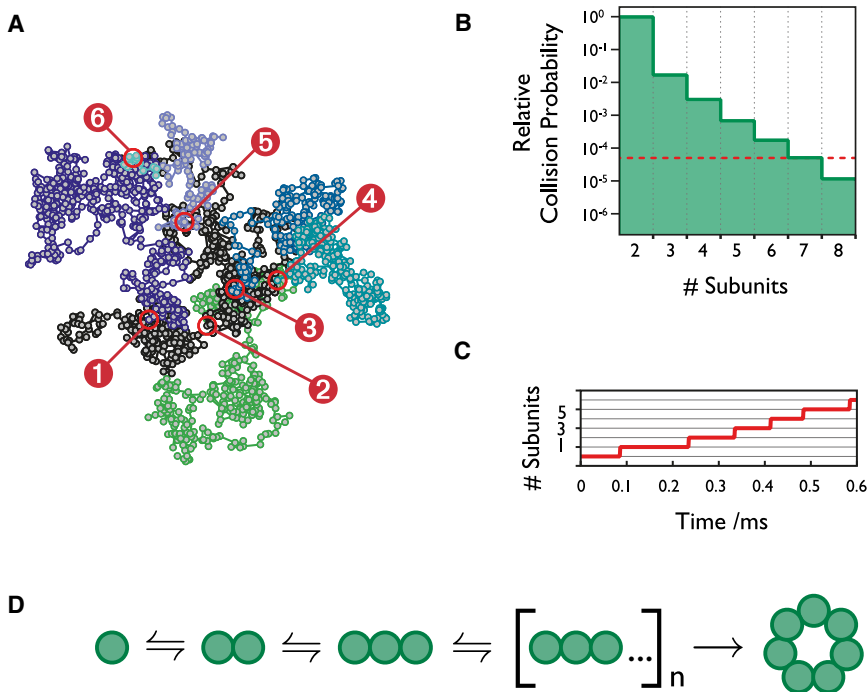 A
6
5
4
3
2
1
B
Relative
Collision Probability
10⁰
10⁻¹
10⁻²
10⁻³
10⁻⁴
10⁻⁵
10⁻⁶
2 3 4 5 6 7 8
# Subunits
C
# Subunits
5
3
1
0 0.1 0.2 0.3 0.4 0.5 0.6
Time /ms
D
[ ... ]n